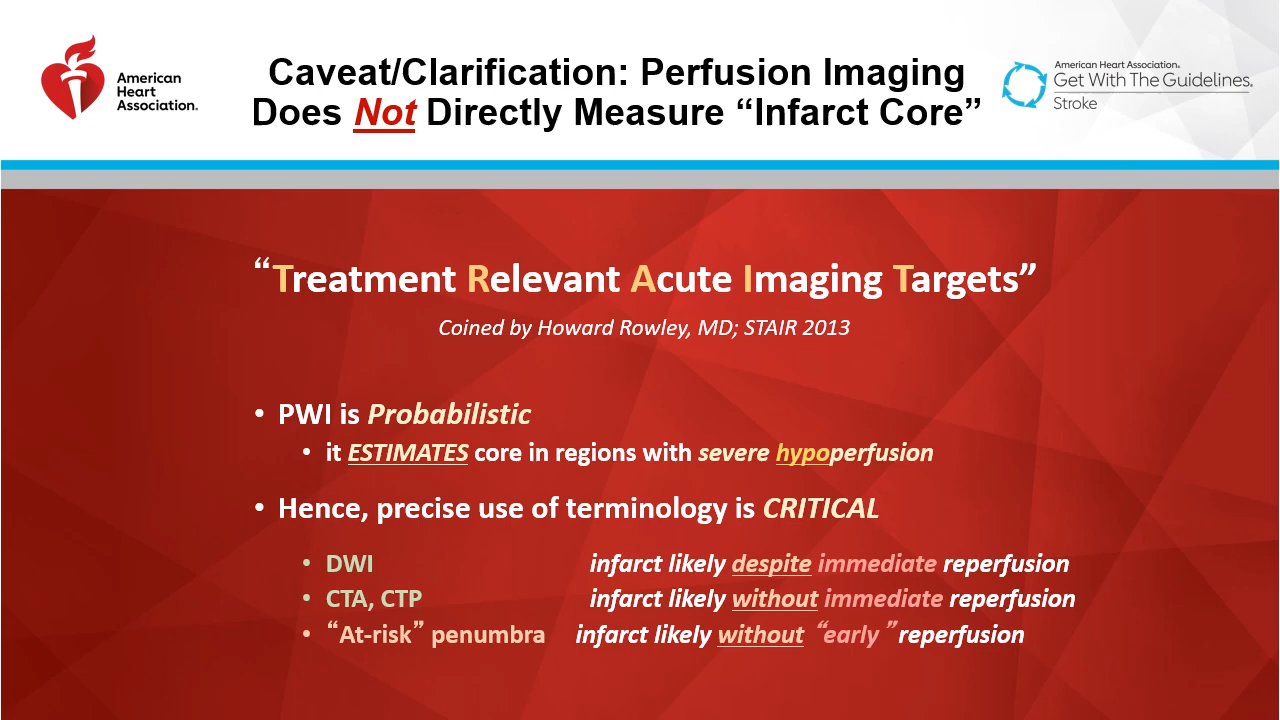 American
Heart
Association.
Caveat/Clarification: Perfusion Imaging
Does Not Directly Measure “Infarct Core”
American Heart Association.
Get With The Guidelines.
Stroke
“Treatment Relevant Acute Imaging Targets”
Coined by Howard Rowley, MD; STAIR 2013
• PWI is Probabilistic
• it ESTIMATES core in regions with severe hypoperfusion
• Hence, precise use of terminology is CRITICAL
• DWI infarct likely despite immediate reperfusion
• CTA, CTP infarct likely without immediate reperfusion
• “At-risk” penumbra infarct likely without “early” reperfusion